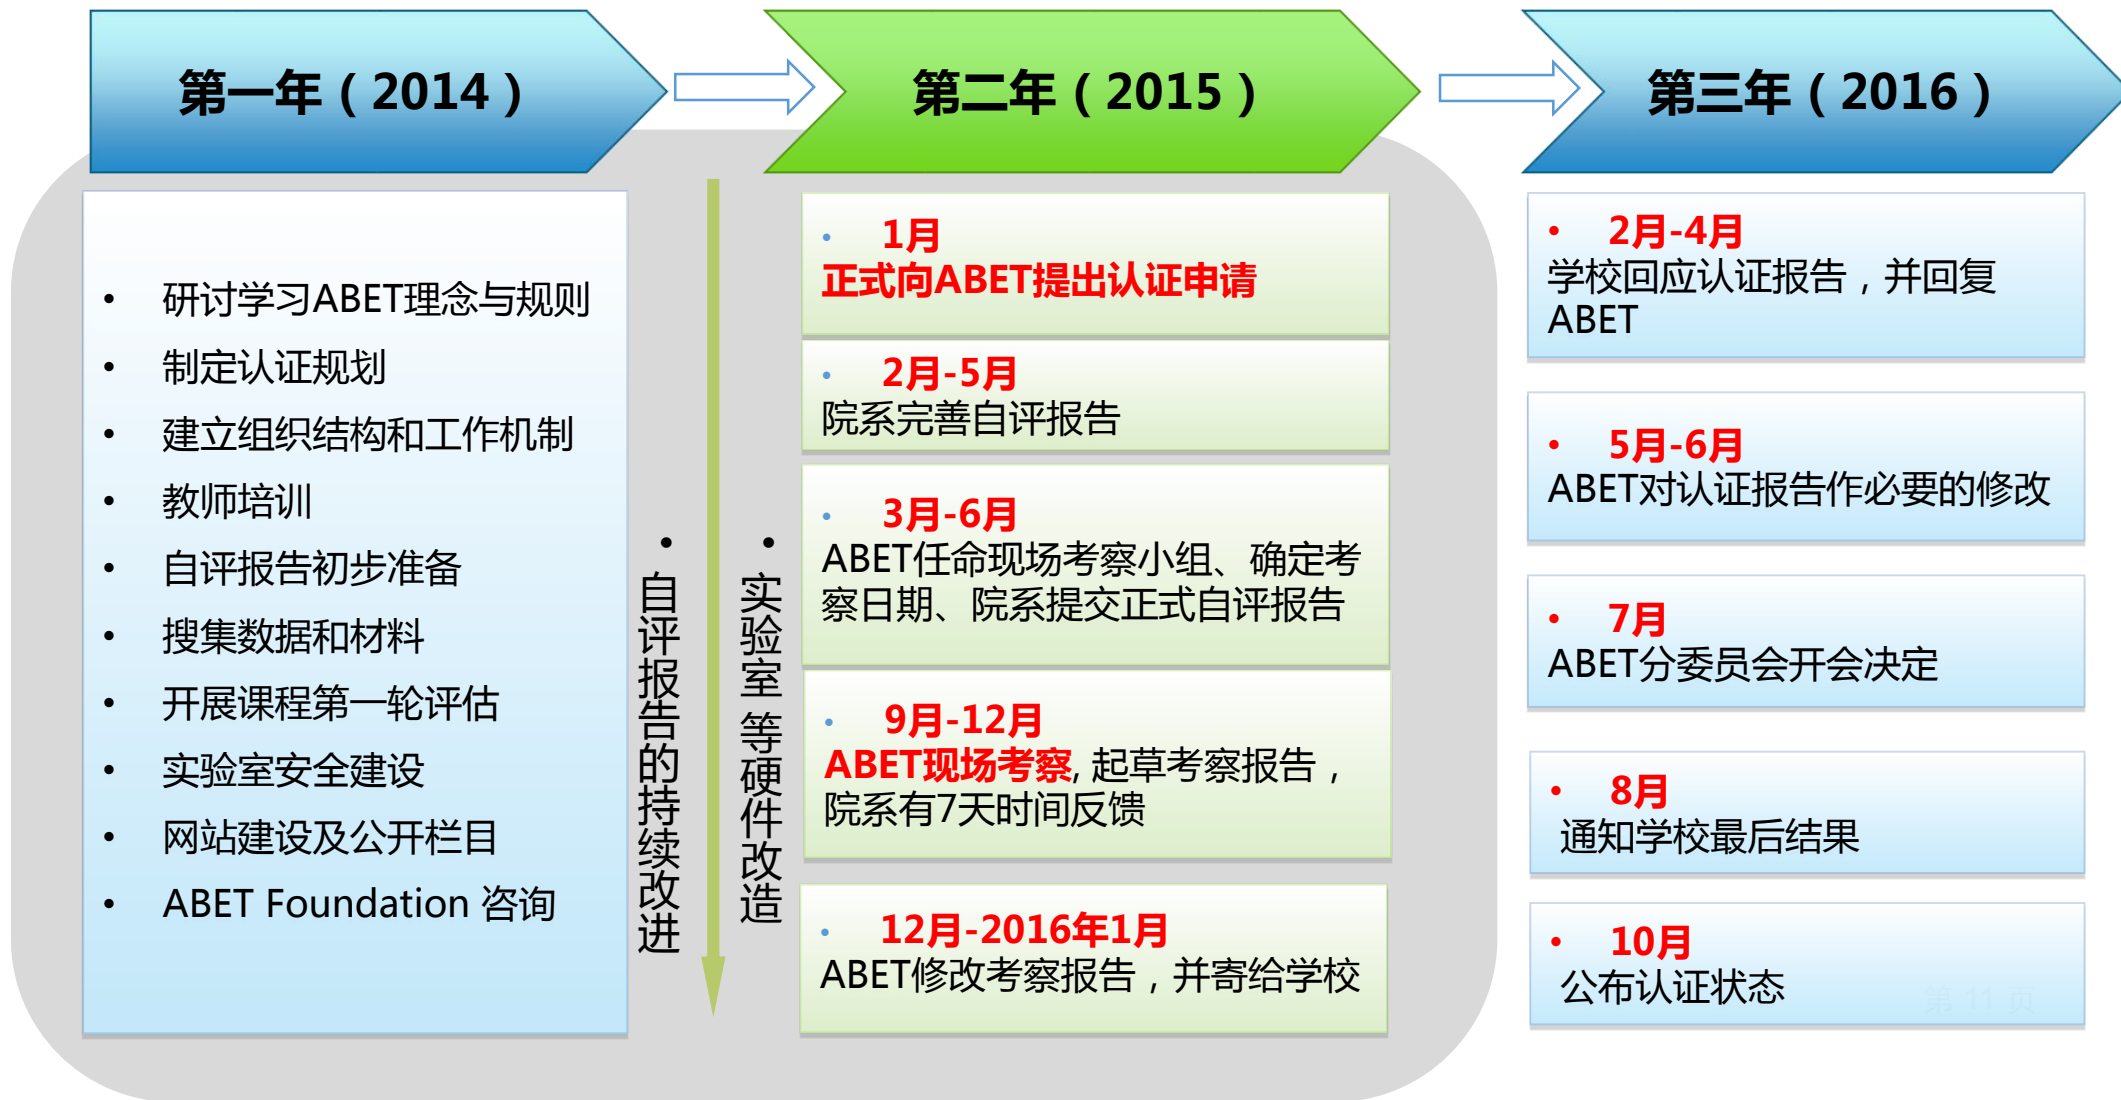 第一年（2014）
第二年（2015）
第三年（2016）
• 研讨学习ABET理念与规则
• 制定认证规划
• 建立组织结构和工作机制
• 教师培训
• 自评报告初步准备
• 搜集数据和材料
• 开展课程第一轮评估
• 实验室安全建设
• 网站建设及公开栏目
• ABET Foundation 咨询
• 自评报告的持续改进
• 实验室 等硬件改造
• 1月
正式向ABET提出认证申请
• 2月-5月
院系完善自评报告
• 3月-6月
ABET任命现场考察小组、确定考
察日期、院系提交正式自评报告
• 9月-12月
ABET现场考察, 起草考察报告，
院系有7天时间反馈
• 12月-2016年1月
ABET修改考察报告，并寄给学校
• 2月-4月
学校回应认证报告，并回复
ABET
• 5月-6月
ABET对认证报告作必要的修改
• 7月
ABET分委员会开会决定
• 8月
通知学校最后结果
• 10月
公布认证状态
第 11 页